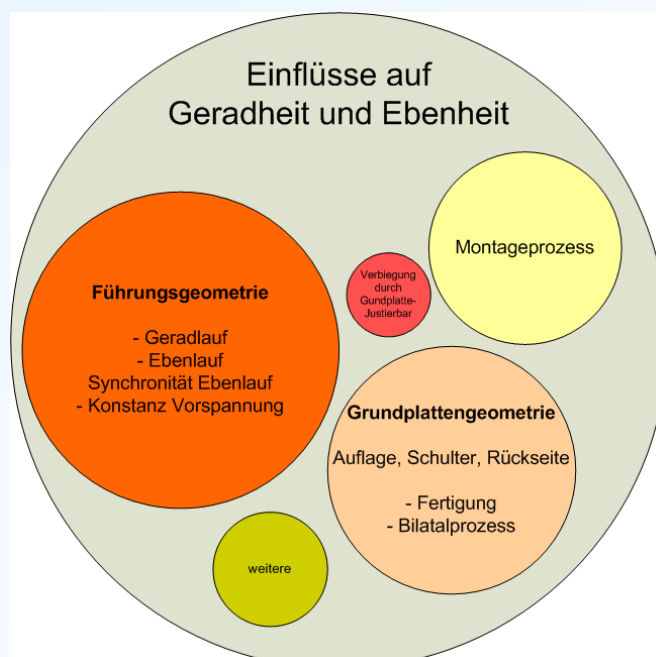 Einflüsse auf
Geradheit und Ebenheit
Montageprozess
Verbiegung
durch
Gundplatte-
Justierbar
Führungsgeometrie
- Geradlauf
- Ebenlauf
Synchronität Ebenlauf
- Konstanz Vorspannung
Grundplattengeometrie
Auflage, Schulter, Rückseite
- Fertigung
- Bilatalprozess
weitere